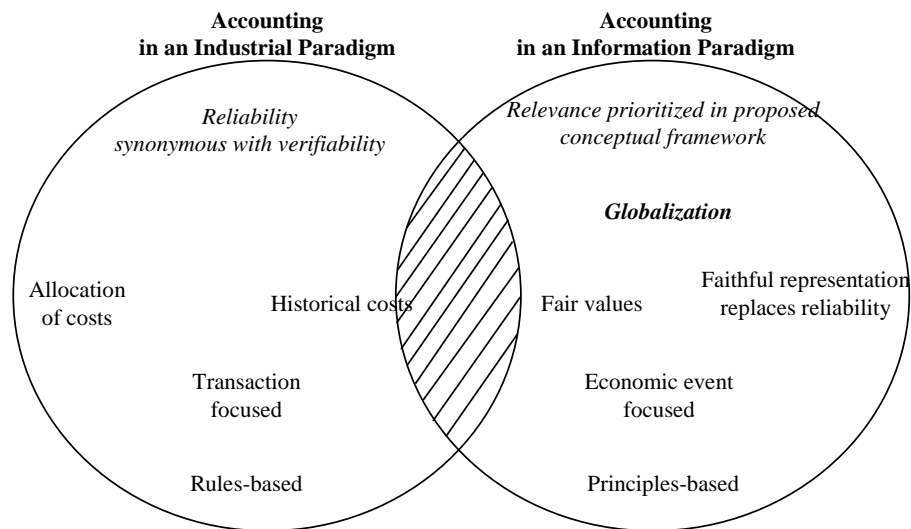 Accounting
in an Industrial Paradigm
Accounting
in an Information Paradigm
Reliability
synonymous with verifiability
Relevance prioritized in proposed
conceptual framework
Globalization
Allocation
of costs
Historical costs
Fair values
Faithful representation
replaces reliability
Transaction
focused
Economic event
focused
Rules-based
Principles-based